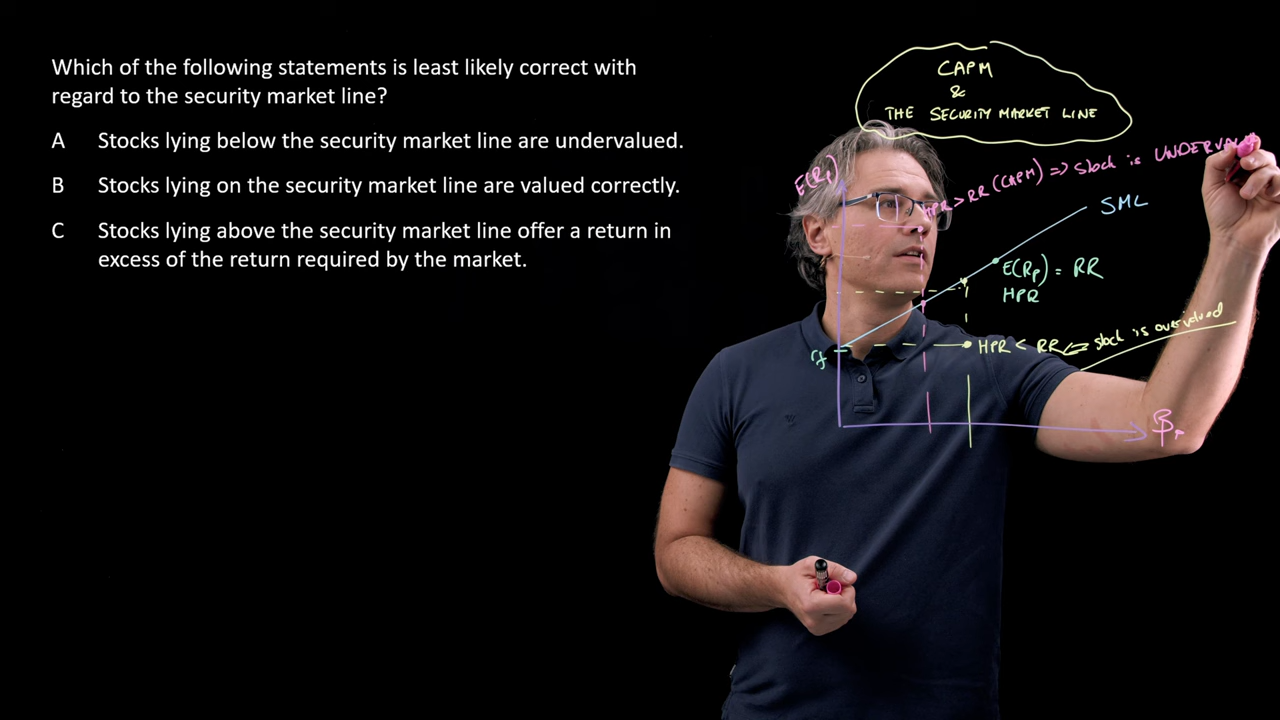 Which of the following statements is least likely correct with
regard to the security market line?
A Stocks lying below the security market line are undervalued.
B Stocks lying on the security market line are valued correctly.
C Stocks lying above the security market line offer a return in
excess of the return required by the market.
CAPM
&
THE SECURITY MARKET LINE
HPR > RR (CAPM) => stock is UNDERVALU
E(Rp)
SML
E(Rp) = RR
HPR
rf
HPR < RR <= stock is overvalued
βp